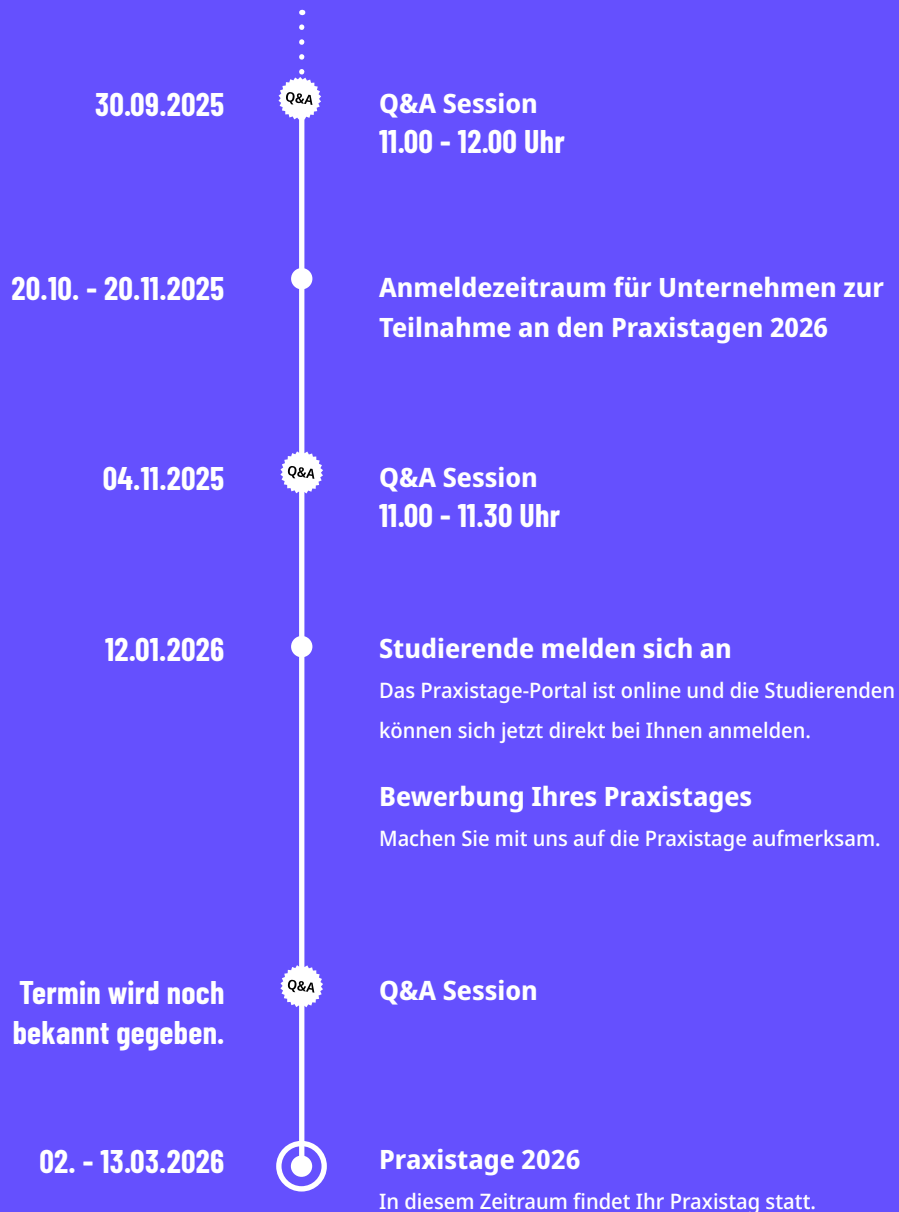 30.09.2025
Q&A
Q&A Session
11.00 - 12.00 Uhr
20.10. - 20.11.2025
Anmeldezeitraum für Unternehmen zur
Teilnahme an den Praxistagen 2026
04.11.2025
Q&A
Q&A Session
11.00 - 11.30 Uhr
12.01.2026
Studierende melden sich an
Das Praxistage-Portal ist online und die Studierenden
können sich jetzt direkt bei Ihnen anmelden.
Bewerbung Ihres Praxistages
Machen Sie mit uns auf die Praxistage aufmerksam.
Termin wird noch
bekannt gegeben.
Q&A
Q&A Session
02. - 13.03.2026
Praxistage 2026
In diesem Zeitraum findet Ihr Praxistag statt.